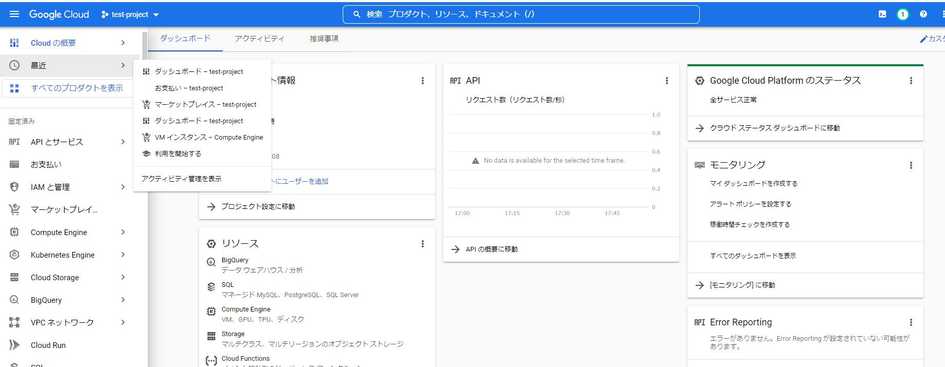 Google Cloud
test-project
検索 プロダクト、リソース、ドキュメント (/)
1
ダッシュボード
アクティビティ
推奨事項
Cloud の概要
最近
すべてのプロダクトを表示
固定済み
API とサービス
お支払い
IAM と管理
マーケットプレイ...
Compute Engine
Kubernetes Engine
Cloud Storage
BigQuery
VPC ネットワーク
Cloud Run
SQL
ダッシュボード – test-project
お支払い – test-project
マーケットプレイス – test-project
ダッシュボード – test-project
VM インスタンス – Compute Engine
利用を開始する
アクティビティ管理を表示
ト情報
08
トにユーザーを追加
プロジェクト設定に移動
リソース
BigQuery
データ ウェアハウス / 分析
SQL
マネージド MySQL、PostgreSQL、SQL Server
Compute Engine
VM、GPU、TPU、ディスク
Storage
マルチクラス、マルチリージョンのオブジェクト ストレージ
Cloud Functions
API API
リクエスト数（リクエスト数/秒）
1.0
0.8
0.6
0.4
0.2
0
No data is available for the selected time frame.
17:00
17:15
17:30
17:45
API の概要に移動
Google Cloud Platform のステータス
全サービス正常
クラウド ステータス ダッシュボードに移動
モニタリング
マイ ダッシュボードを作成する
アラート ポリシーを設定する
稼働時間チェックを作成する
すべてのダッシュボードを表示
[モニタリング] に移動
Error Reporting
エラーがありません。Error Reporting が設定されていない可能性が
あります。